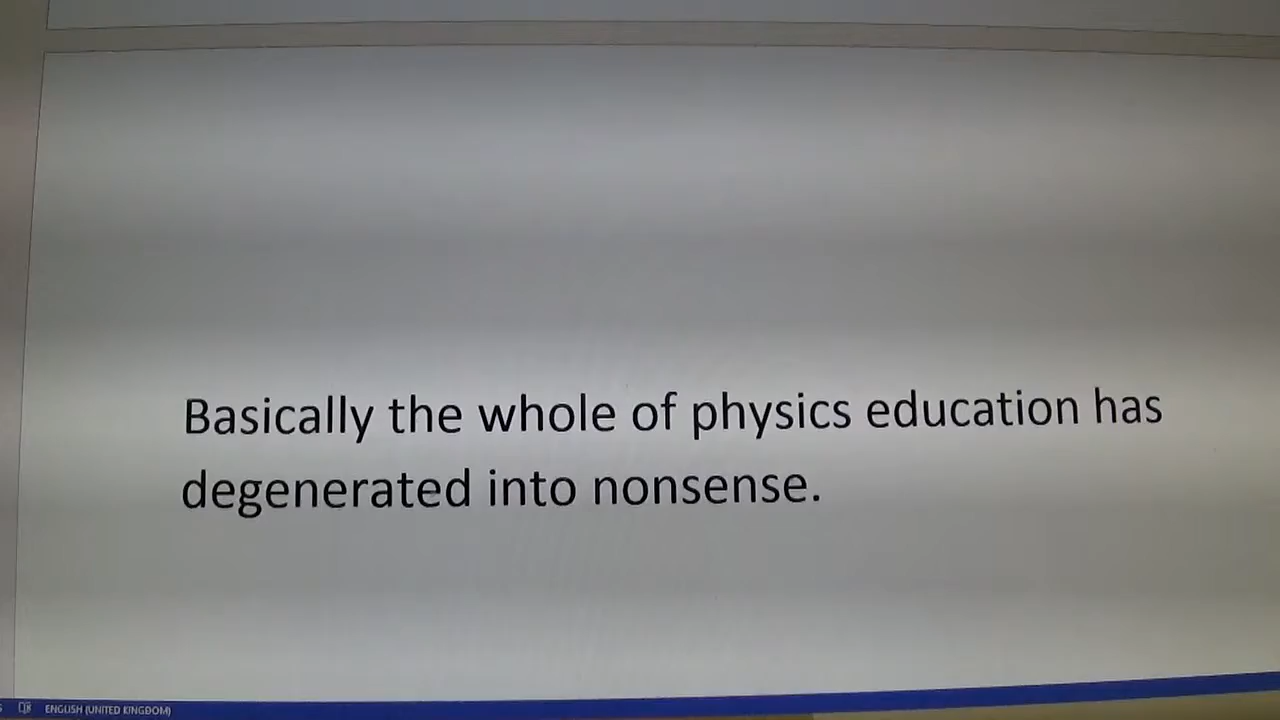 Basically the whole of physics education has
degenerated into nonsense.
ENGLISH (UNITED KINGDOM)